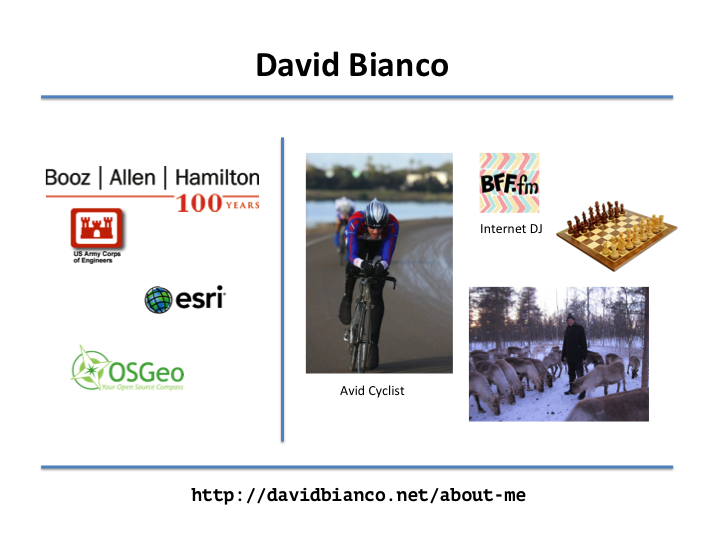 David Bianco
Booz | Allen | Hamilton
100 YEARS
US Army Corps
of Engineers
esri
OSGeo
Your Open Source Compass
BFF.fm
Internet DJ
Avid Cyclist
http://davidbianco.net/about-me